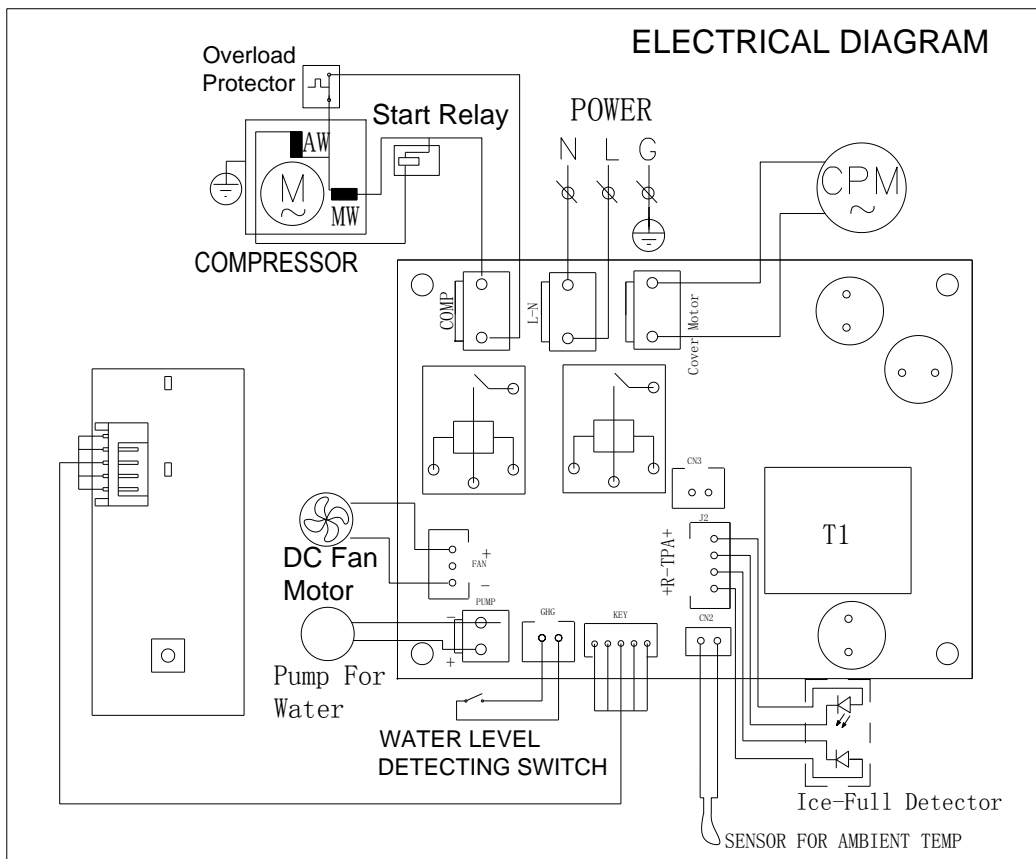 ELECTRICAL DIAGRAM
Overload
Protector
Start Relay
POWER
N L G
AW
M
~
MW
CPM
~
COMPRESSOR
COMP
L-N
Cover Motor
CN3
J2
+R-TPA+
T1
DC Fan
Motor
+
FAN
-
PUMP
-
+
GHG
KEY
CN2
Pump For
Water
WATER LEVEL
DETECTING SWITCH
Ice-Full Detector
SENSOR FOR AMBIENT TEMP